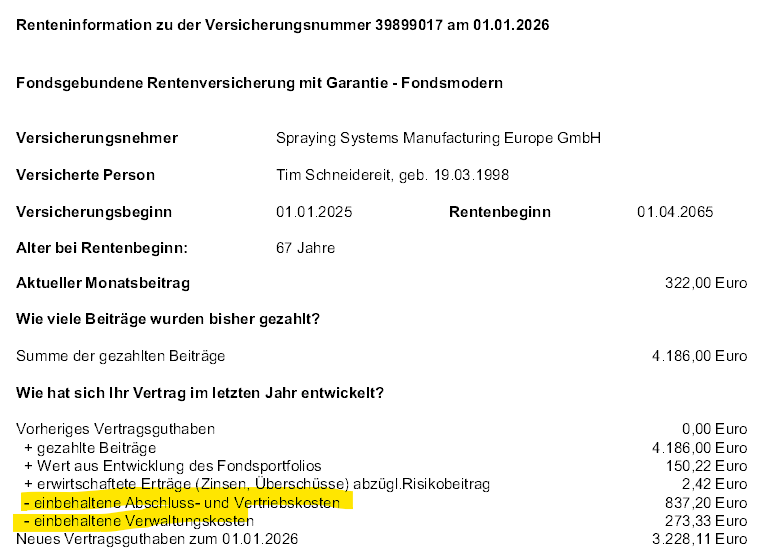 Renteninformation zu der Versicherungsnummer 39899017 am 01.01.2026
Fondsgebundene Rentenversicherung mit Garantie - Fondsmodern
Versicherungsnehmer Spraying Systems Manufacturing Europe GmbH
Versicherte Person Tim Schneidereit, geb. 19.03.1998
Versicherungsbeginn 01.01.2025 Rentenbeginn 01.04.2065
Alter bei Rentenbeginn: 67 Jahre
Aktueller Monatsbeitrag 322,00 Euro
Wie viele Beiträge wurden bisher gezahlt?
Summe der gezahlten Beiträge 4.186,00 Euro
Wie hat sich Ihr Vertrag im letzten Jahr entwickelt?
Vorheriges Vertragsguthaben 0,00 Euro
+ gezahlte Beiträge 4.186,00 Euro
+ Wert aus Entwicklung des Fondsportfolios 150,22 Euro
+ erwirtschaftete Erträge (Zinsen, Überschüsse) abzügl.Risikobeitrag 2,42 Euro
- einbehaltene Abschluss- und Vertriebskosten 837,20 Euro
- einbehaltene Verwaltungskosten 273,33 Euro
Neues Vertragsguthaben zum 01.01.2026 3.228,11 Euro